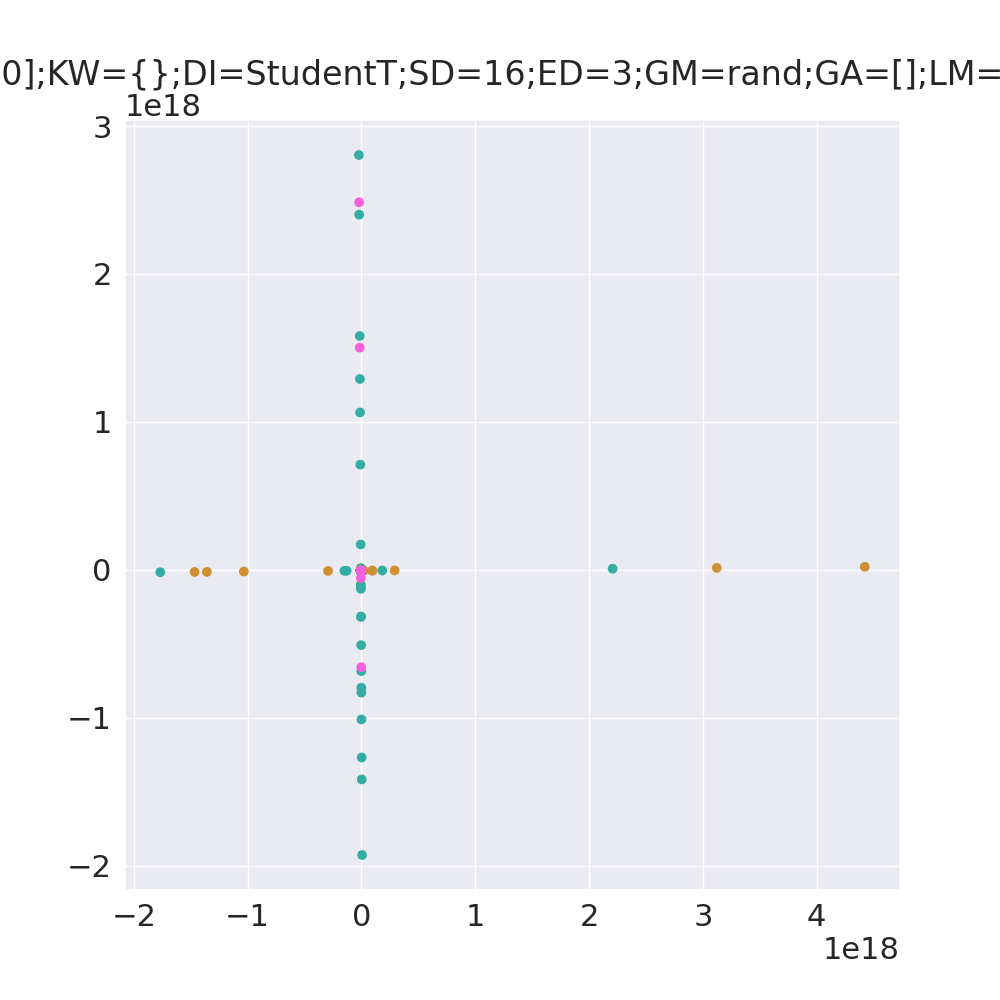 0];KW={};DI=StudentT;SD=16;ED=3;GM=rand;GA=[];LM=
1e18
3
2
1
0
−1
−2
−2 −1 0 1 2 3 4
1e18